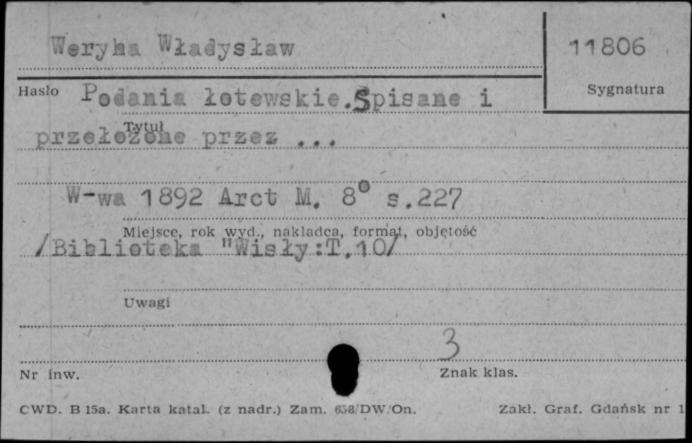 Weryha Władysław
11806
Hasło
Sygnatura
Podania łotewskie.Spisane i
Tytuł
przełożone przez ...
W-wa 1892 Arct M. 8° s.227
Miejsce, rok wyd., nakładca, format, objętość
/Biblioteka "Wisły:T.10/
Uwagi
3
Nr inw.
Znak klas.
CWD. B 15a. Karta katal. (z nadr.) Zam. 658/DW/On.
Zakł. Graf. Gdańsk nr 1